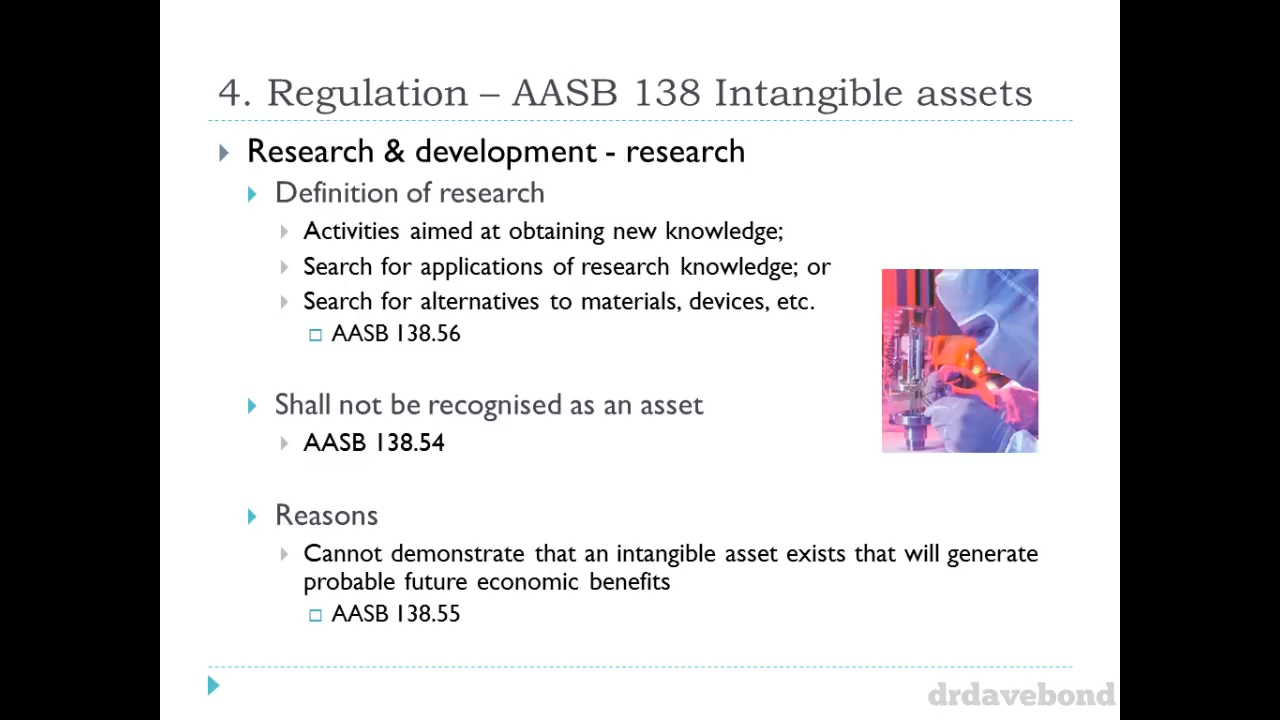 4. Regulation – AASB 138 Intangible assets
Research & development - research
Definition of research
Activities aimed at obtaining new knowledge;
Search for applications of research knowledge; or
Search for alternatives to materials, devices, etc.
AASB 138.56
Shall not be recognised as an asset
AASB 138.54
Reasons
Cannot demonstrate that an intangible asset exists that will generate
probable future economic benefits
AASB 138.55
drdavebond